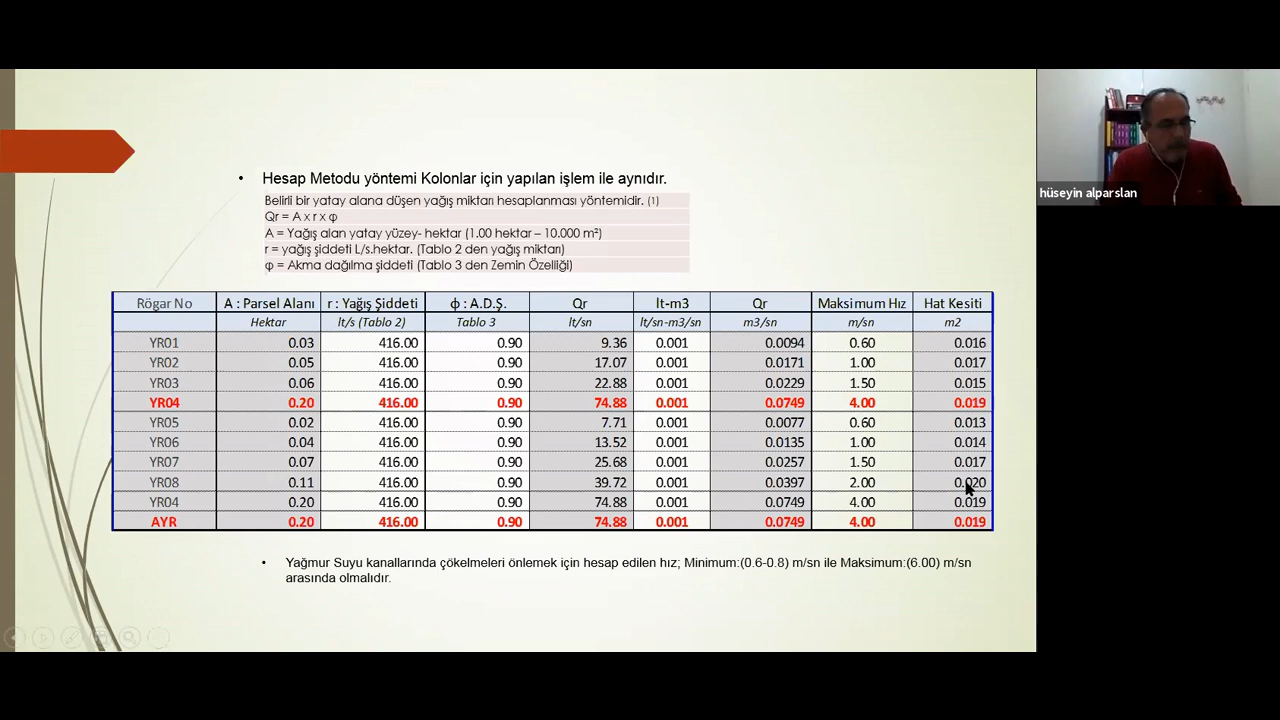 • Hesap Metodu yöntemi Kolonlar için yapılan işlem ile aynıdır.
Belirli bir yatay alana düşen yağış miktarı hesaplanması yöntemidir. (1)
Qr = A x r x φ
A = Yağış alan yatay yüzey- hektar (1.00 hektar – 10.000 m²)
r = yağış şiddeti L/s.hektar. (Tablo 2 den yağış miktarı)
φ = Akma dağılma şiddeti (Tablo 3 den Zemin Özelliği)
Rögar No A : Parsel Alanı r : Yağış Şiddeti ϕ : A.D.Ş. Qr lt-m3 Qr Maksimum Hız Hat Kesiti
Hektar lt/s (Tablo 2) Tablo 3 lt/sn lt/sn-m3/sn m3/sn m/sn m2
YR01 0.03 416.00 0.90 9.36 0.001 0.0094 0.60 0.016
YR02 0.05 416.00 0.90 17.07 0.001 0.0171 1.00 0.017
YR03 0.06 416.00 0.90 22.88 0.001 0.0229 1.50 0.015
YR04 0.20 416.00 0.90 74.88 0.001 0.0749 4.00 0.019
YR05 0.02 416.00 0.90 7.71 0.001 0.0077 0.60 0.013
YR06 0.04 416.00 0.90 13.52 0.001 0.0135 1.00 0.014
YR07 0.07 416.00 0.90 25.68 0.001 0.0257 1.50 0.017
YR08 0.11 416.00 0.90 39.72 0.001 0.0397 2.00 0.020
YR04 0.20 416.00 0.90 74.88 0.001 0.0749 4.00 0.019
AYR 0.20 416.00 0.90 74.88 0.001 0.0749 4.00 0.019
• Yağmur Suyu kanallarında çökelmeleri önlemek için hesap edilen hız; Minimum:(0.6-0.8) m/sn ile Maksimum:(6.00) m/sn
arasında olmalıdır.
hüseyin alparslan